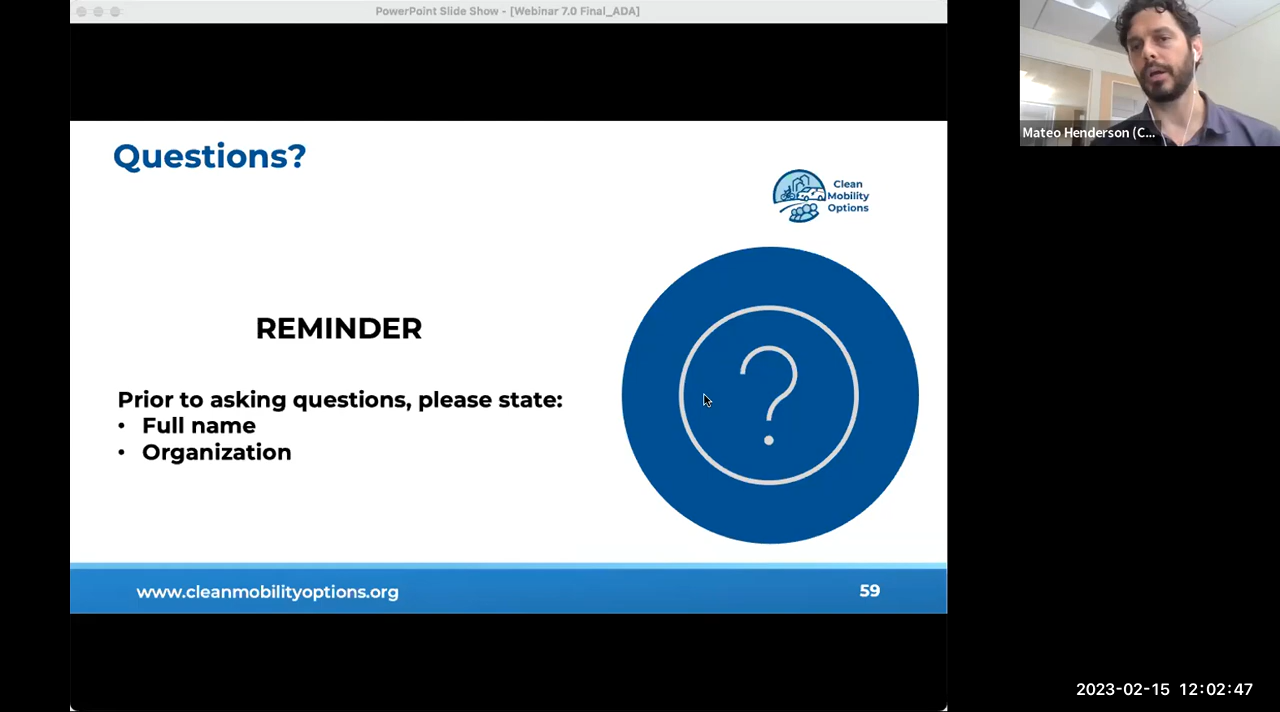 PowerPoint Slide Show - [Webinar 7.0 Final_ADA]
Mateo Henderson (C...
Questions?
Clean
Mobility
Options
REMINDER
Prior to asking questions, please state:
• Full name
• Organization
www.cleanmobilityoptions.org
59
2023-02-15 12:02:47